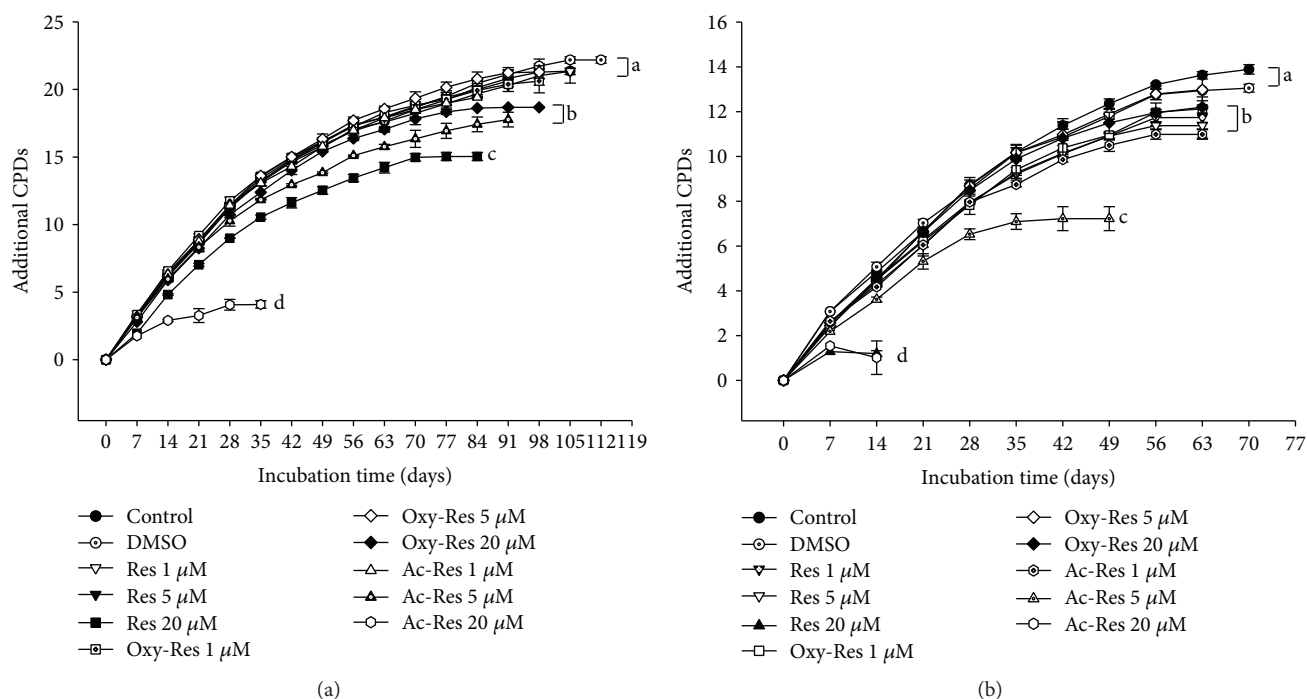 25
20
15
10
5
0
Additional CPDs
a
b
c
d
0 7 14 21 28 35 42 49 56 63 70 77 84 91 98 105 112 119
Incubation time (days)
Control
DMSO
Res 1 µM
Res 5 µM
Res 20 µM
Oxy-Res 1 µM
Oxy-Res 5 µM
Oxy-Res 20 µM
Ac-Res 1 µM
Ac-Res 5 µM
Ac-Res 20 µM
(a)
16
14
12
10
8
6
4
2
0
Additional CPDs
a
b
c
d
0 7 14 21 28 35 42 49 56 63 70 77
Incubation time (days)
Control
DMSO
Res 1 µM
Res 5 µM
Res 20 µM
Oxy-Res 1 µM
Oxy-Res 5 µM
Oxy-Res 20 µM
Ac-Res 1 µM
Ac-Res 5 µM
Ac-Res 20 µM
(b)